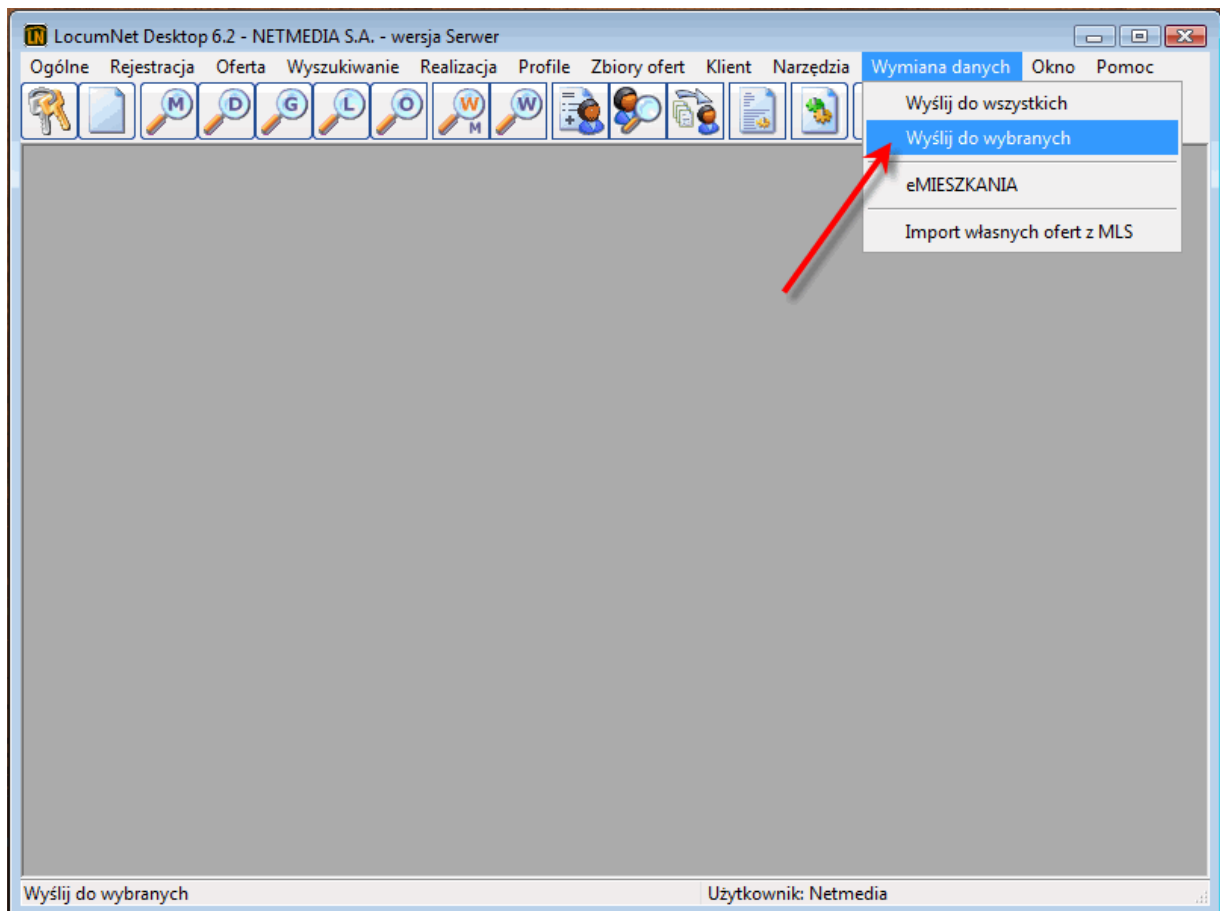 LocumNet Desktop 6.2 - NETMEDIA S.A. - wersja Serwer
Ogólne Rejestracja Oferta Wyszukiwanie Realizacja Profile Zbiory ofert Klient Narzędzia Wymiana danych Okno Pomoc
M D G L O W M W
Wyślij do wszystkich
Wyślij do wybranych
eMIESZKANIA
Import własnych ofert z MLS
Wyślij do wybranych Użytkownik: Netmedia